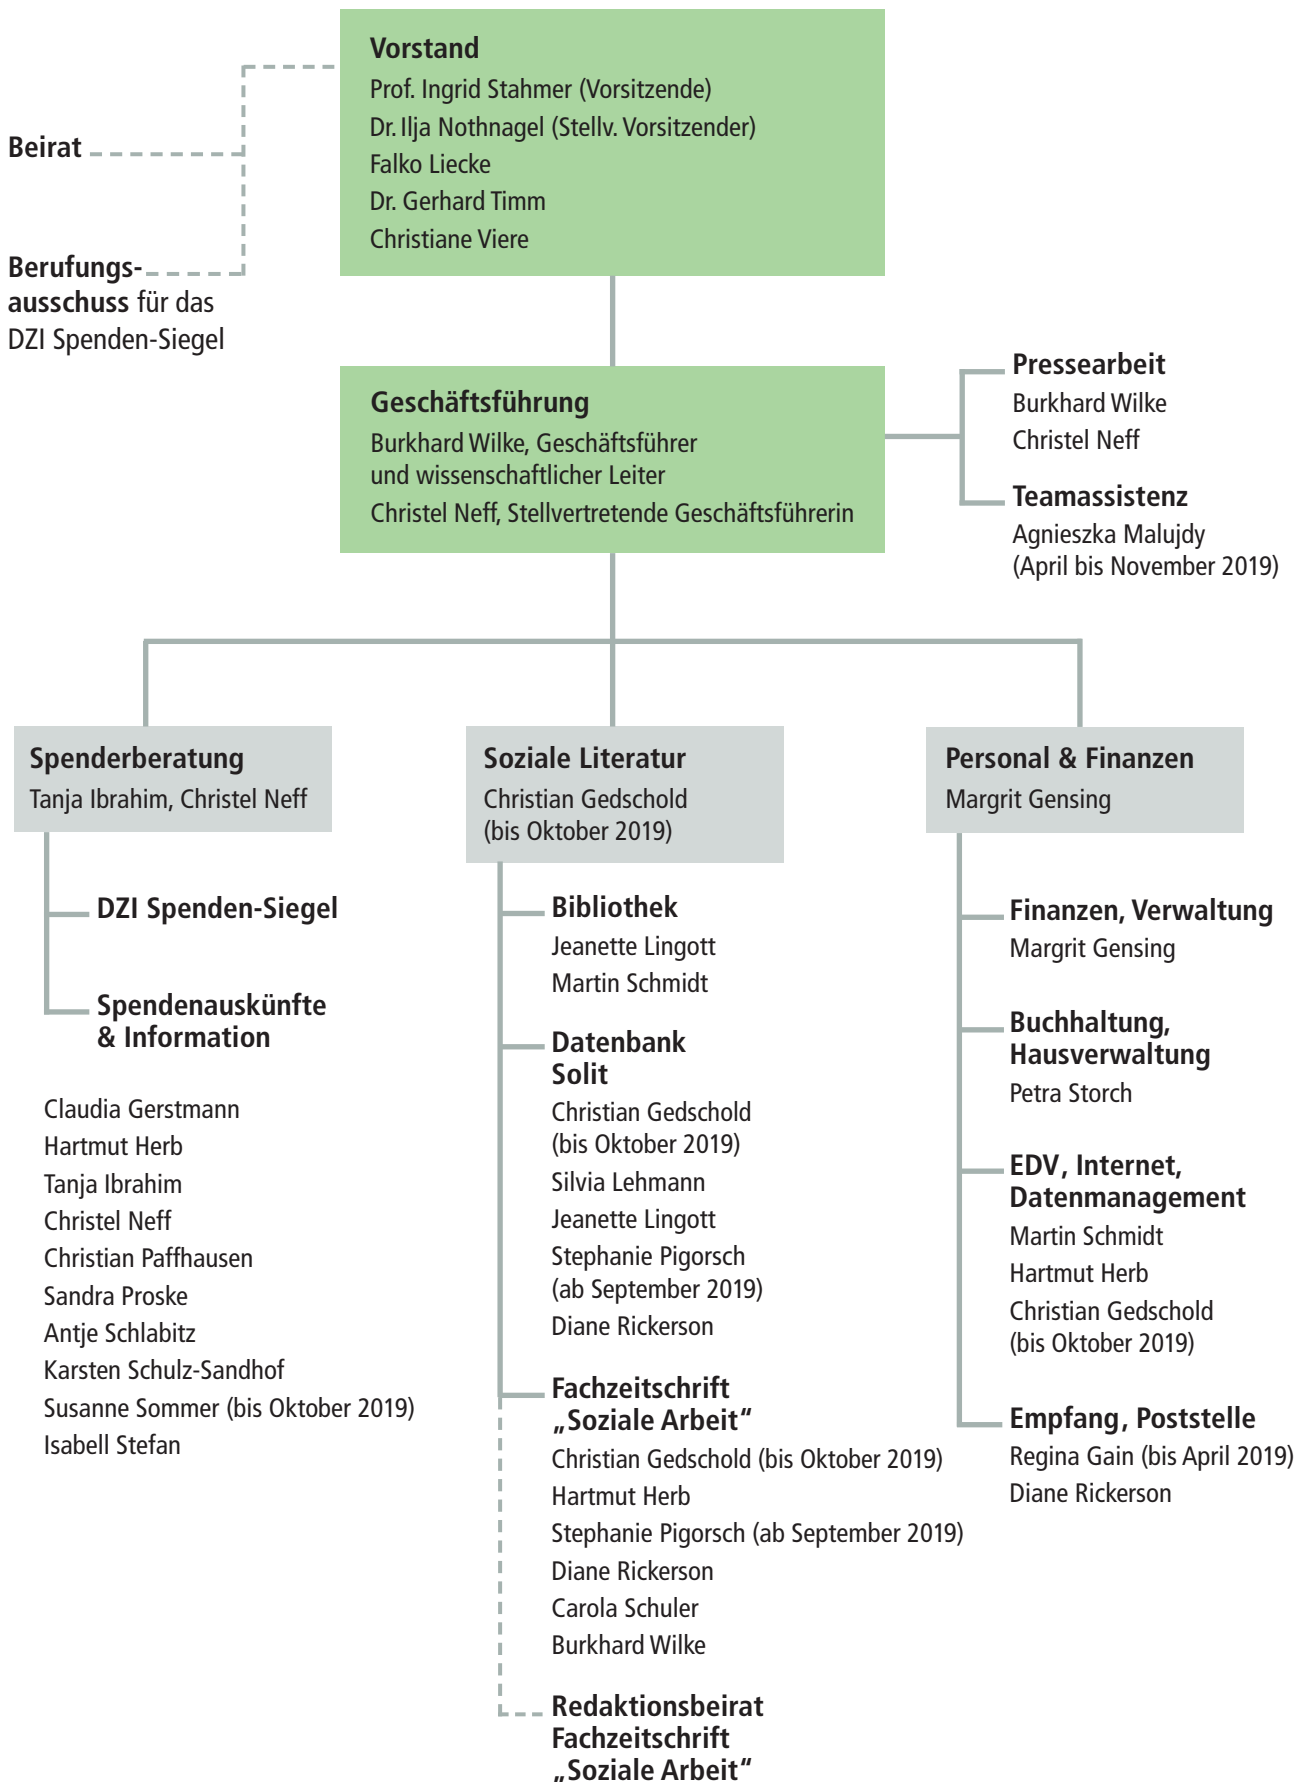 Vorstand
Prof. Ingrid Stahmer (Vorsitzende)
Dr. Ilja Nothnagel (Stellv. Vorsitzender)
Falko Liecke
Dr. Gerhard Timm
Christiane Viere
Beirat
Berufungs-
ausschuss für das
DZI Spenden-Siegel
Geschäftsführung
Burkhard Wilke, Geschäftsführer
und wissenschaftlicher Leiter
Christel Neff, Stellvertretende Geschäftsführerin
Pressearbeit
Burkhard Wilke
Christel Neff
Teamassistenz
Agnieszka Malujdy
(April bis November 2019)
Spenderberatung
Tanja Ibrahim, Christel Neff
DZI Spenden-Siegel
Spendenauskünfte
& Information
Claudia Gerstmann
Hartmut Herb
Tanja Ibrahim
Christel Neff
Christian Paffhausen
Sandra Proske
Antje Schlabitz
Karsten Schulz-Sandhof
Susanne Sommer (bis Oktober 2019)
Isabell Stefan
Soziale Literatur
Christian Gedschold
(bis Oktober 2019)
Bibliothek
Jeanette Lingott
Martin Schmidt
Datenbank
Solit
Christian Gedschold
(bis Oktober 2019)
Silvia Lehmann
Jeanette Lingott
Stephanie Pigorsch
(ab September 2019)
Diane Rickerson
Fachzeitschrift
„Soziale Arbeit“
Christian Gedschold (bis Oktober 2019)
Hartmut Herb
Stephanie Pigorsch (ab September 2019)
Diane Rickerson
Carola Schuler
Burkhard Wilke
Redaktionsbeirat
Fachzeitschrift
„Soziale Arbeit“
Personal & Finanzen
Margrit Gensing
Finanzen, Verwaltung
Margrit Gensing
Buchhaltung,
Hausverwaltung
Petra Storch
EDV, Internet,
Datenmanagement
Martin Schmidt
Hartmut Herb
Christian Gedschold
(bis Oktober 2019)
Empfang, Poststelle
Regina Gain (bis April 2019)
Diane Rickerson